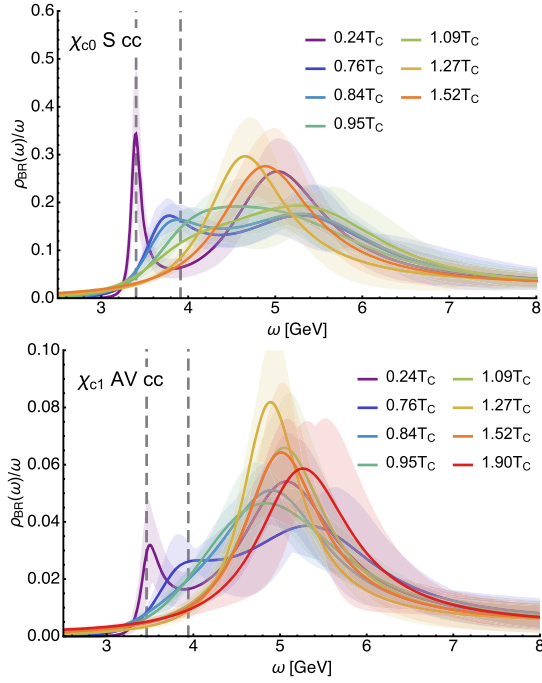 χc0 S cc
0.24TC
1.09TC
0.76TC
1.27TC
0.84TC
1.52TC
0.95TC
ρBR(ω)/ω
0.6
0.5
0.4
0.3
0.2
0.1
0.0
3 4 5 6 7 8
ω [GeV]
χc1 AV cc
0.24TC
1.09TC
0.76TC
1.27TC
0.84TC
1.52TC
0.95TC
1.90TC
ρBR(ω)/ω
0.10
0.08
0.06
0.04
0.02
0.00
3 4 5 6 7 8
ω [GeV]